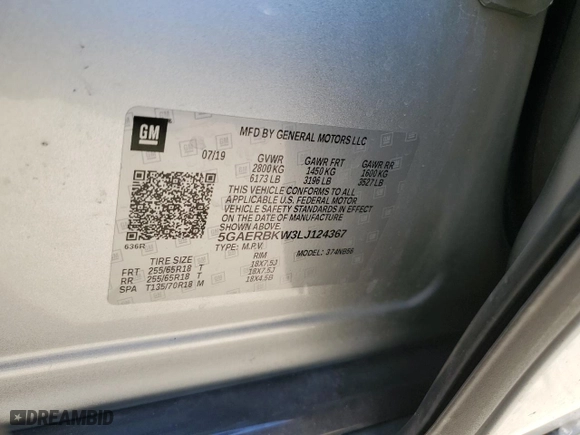 GM
MFD BY GENERAL MOTORS LLC
07/19 GVWR GAWR FRT GAWR RR
2800 KG 1450 KG 1600 KG
6173 LB 3196 LB 3527 LB
THIS VEHICLE CONFORMS TO ALL
APPLICABLE U.S. FEDERAL MOTOR
VEHICLE SAFETY STANDARDS IN EFFECT
ON THE DATE OF MANUFACTURE
SHOWN ABOVE.
5GAERBKW3LJ124367
636R
TYPE: M.P.V. MODEL:
TIRE SIZE RIM
FRT 255/65R18 T 18X7.5J
RR 255/65R18 T 18X7.5J
SPA T135/70R18 M 18X4.5B
DREAMBID